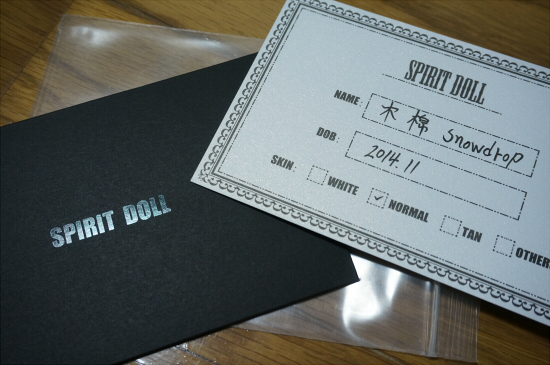 SPIRIT DOLL
SPIRIT DOLL
NAME: 木棉 Snowdrop
DOB: 2014.11
SKIN: WHITE NORMAL TAN OTHER